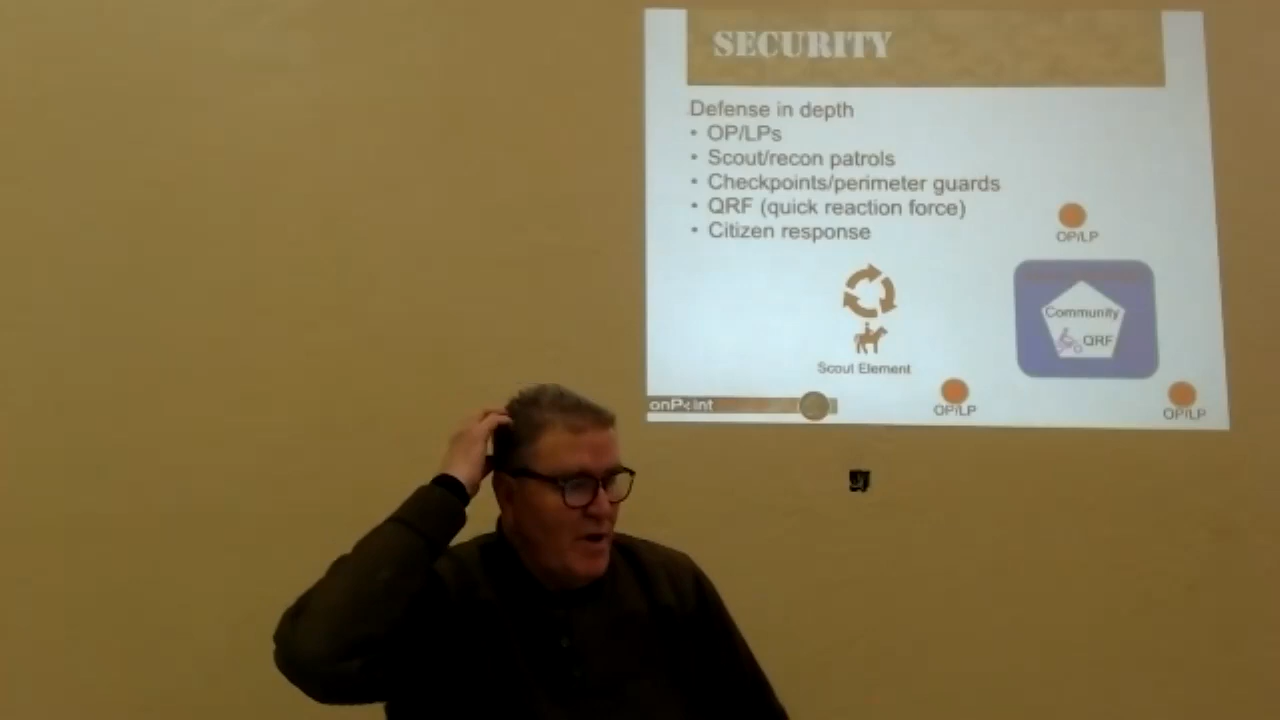 SECURITY
Defense in depth
• OP/LPs
• Scout/recon patrols
• Checkpoints/perimeter guards
• QRF (quick reaction force)
• Citizen response
OP/LP
Community
QRF
Scout Element
OP/LP
OP/LP